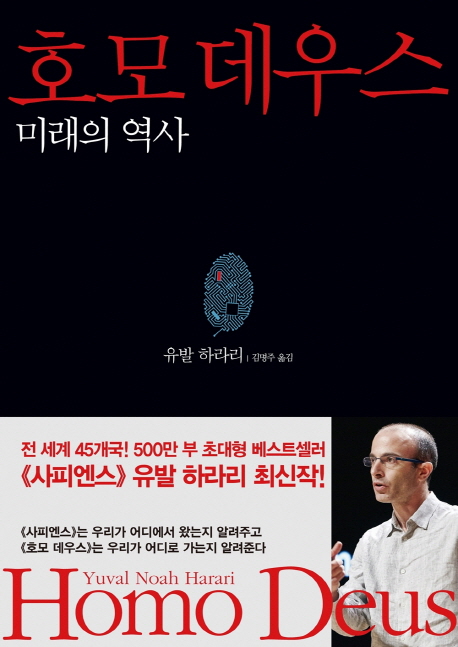 호모 데우스
미래의 역사
유발 하라리 | 김명주 옮김
전 세계 45개국! 500만 부 초대형 베스트셀러
《사피엔스》 유발 하라리 최신작!
《사피엔스》는 우리가 어디에서 왔는지 알려주고
《호모 데우스》는 우리가 어디로 가는지 알려준다
Yuval Noah Harari
Homo Deus